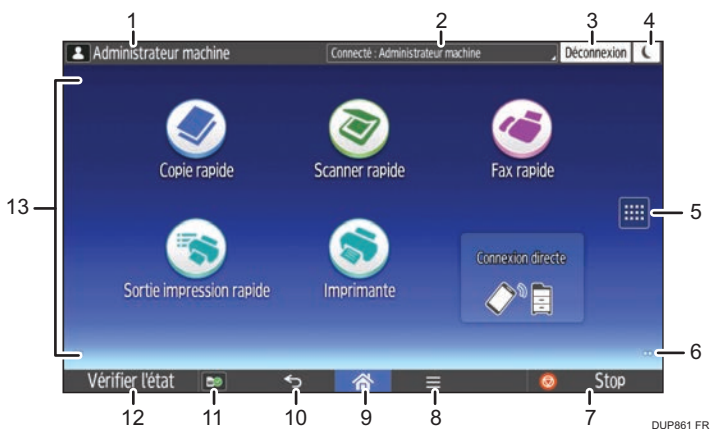 1 2 3 4
Administrateur machine
Connecté : Administrateur machine
Déconnexion
13
Copie rapide
Scanner rapide
Fax rapide
5
Sortie impression rapide
Imprimante
Connexion directe
6
Vérifier l'état
Stop
12 11 10 9 8 7
DUP861 FR